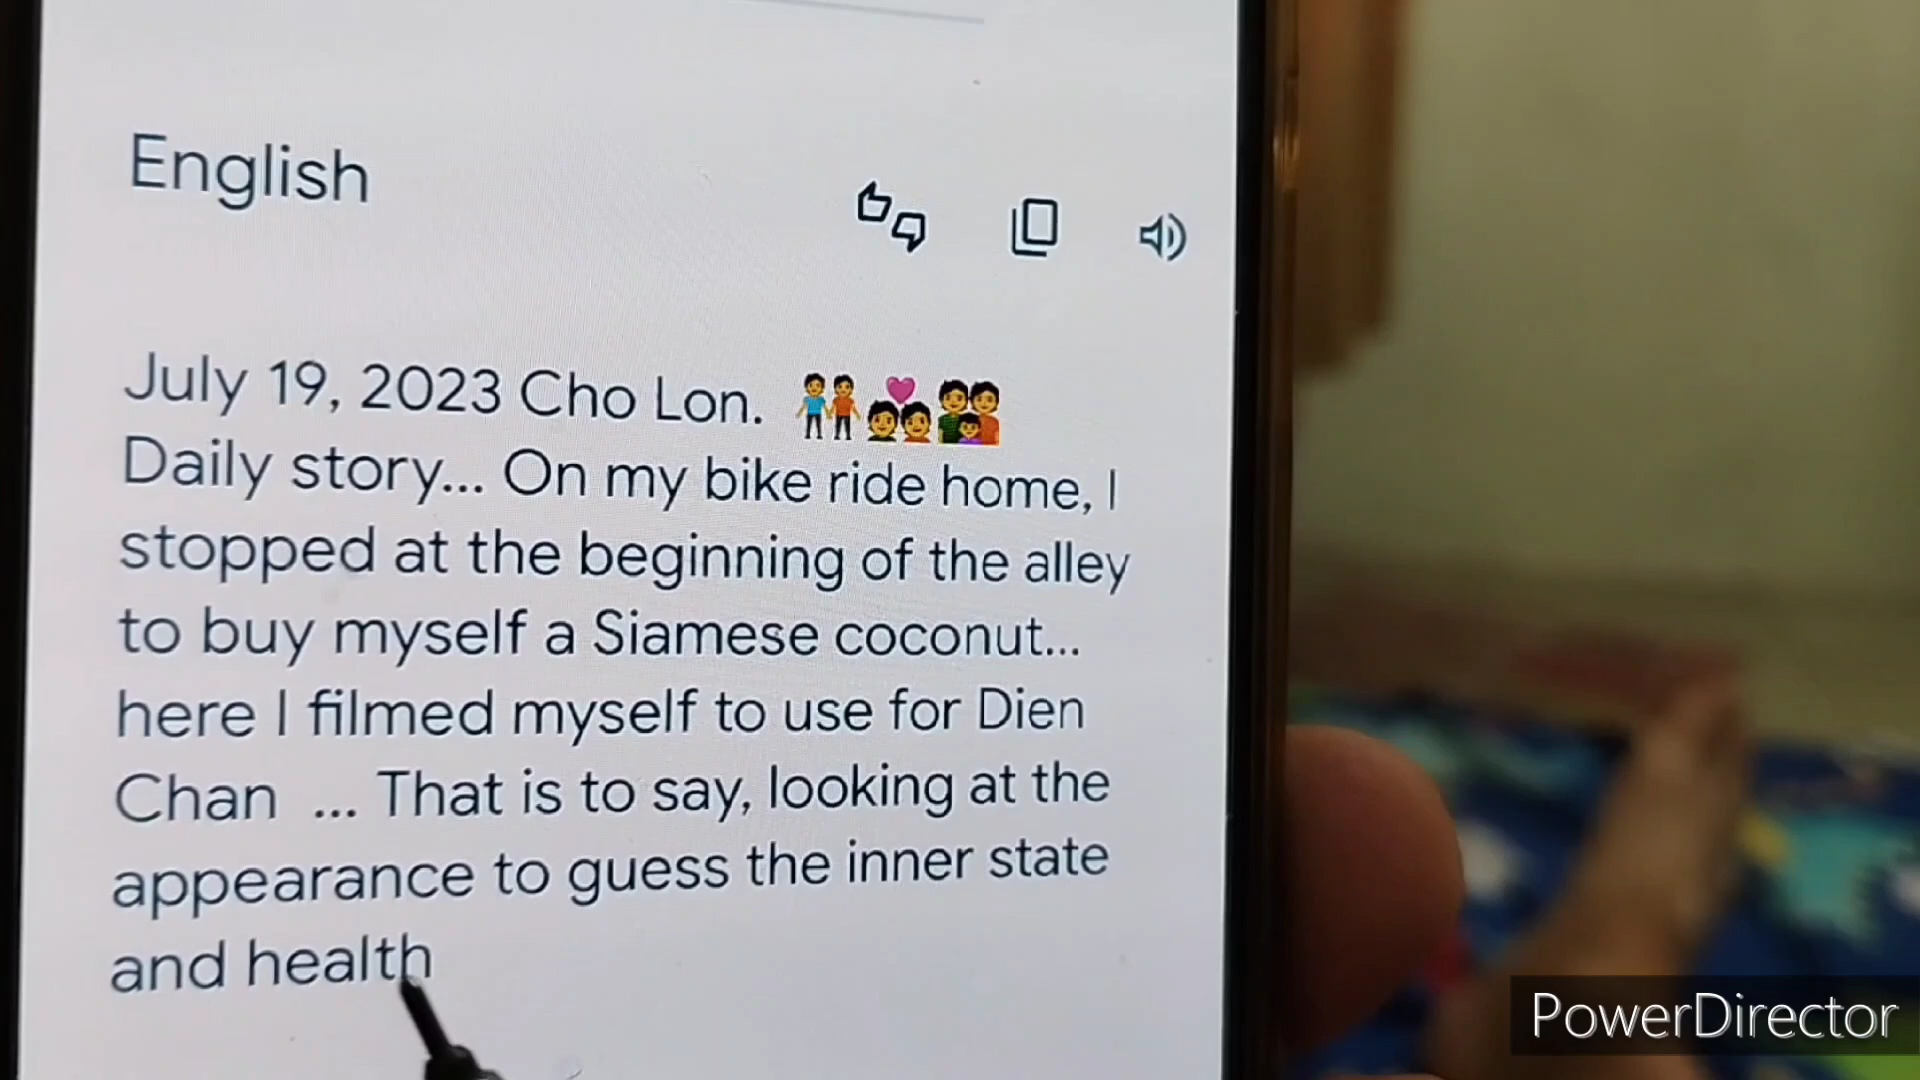 English
July 19, 2023 Cho Lon. 👬👨‍❤️‍👨👨‍👨‍👦
Daily story... On my bike ride home, I
stopped at the beginning of the alley
to buy myself a Siamese coconut...
here I filmed myself to use for Dien
Chan ... That is to say, looking at the
appearance to guess the inner state
and health
PowerDirector